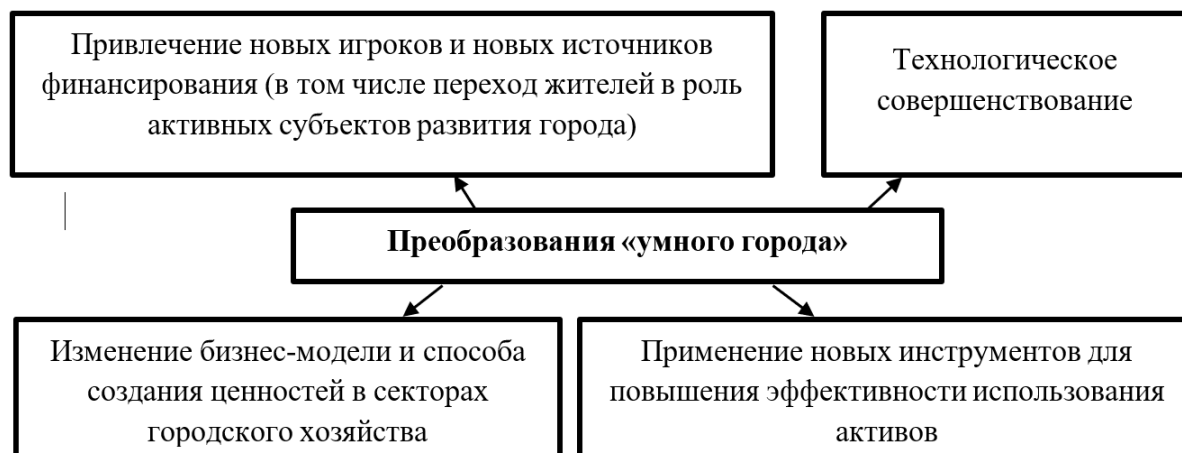 Привлечение новых игроков и новых источников
финансирования (в том числе переход жителей в роль
активных субъектов развития города)
Технологическое
совершенствование
Преобразования «умного города»
Изменение бизнес-модели и способа
создания ценностей в секторах
городского хозяйства
Применение новых инструментов для
повышения эффективности использования
активов